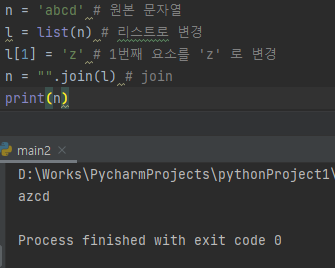 n = 'abcd' # 원본 문자열
l = list(n) # 리스트로 변경
l[1] = 'z' # 1번째 요소를 'z' 로 변경
n = "".join(l) # join
print(n)
main2 ×
D:\Works\PycharmProjects\pythonProject1\
azcd
Process finished with exit code 0